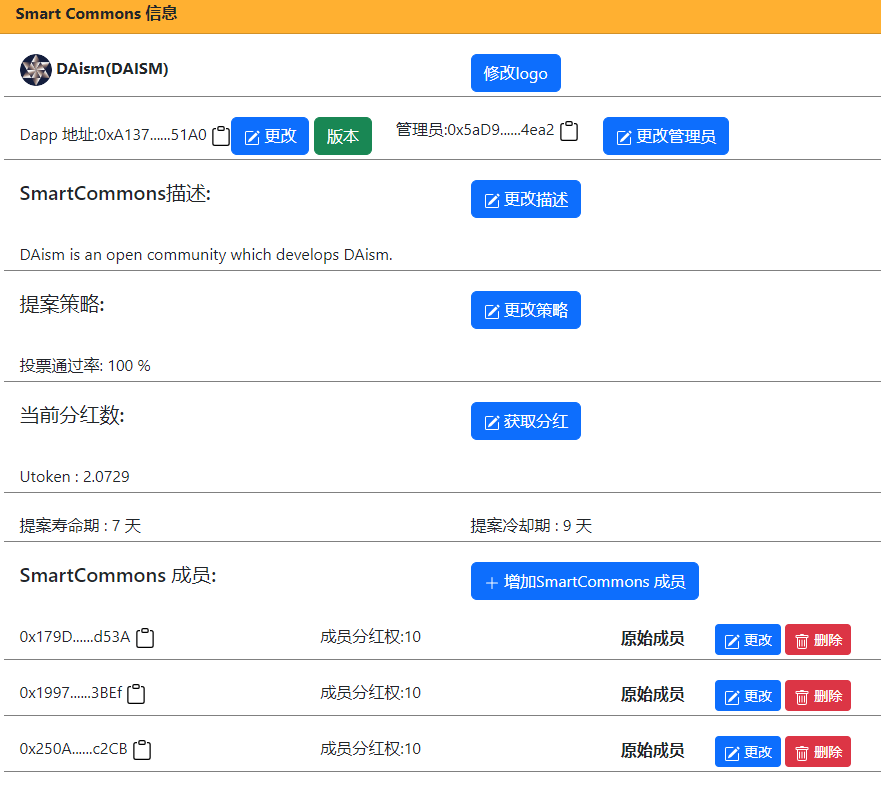 Smart Commons 信息
DAism(DAISM) 修改logo
Dapp 地址:0xA137......51A0 更改 版本 管理员:0x5aD9......4ea2 更改管理员
SmartCommons描述: 更改描述
DAism is an open community which develops DAism.
提案策略: 更改策略
投票通过率: 100 %
当前分红数: 获取分红
Utoken : 2.0729
提案寿命期 : 7 天 提案冷却期 : 9 天
SmartCommons 成员: 增加SmartCommons 成员
0x179D......d53A 成员分红权:10 原始成员 更改 删除
0x1997......3BEf 成员分红权:10 原始成员 更改 删除
0x250A......c2CB 成员分红权:10 原始成员 更改 删除